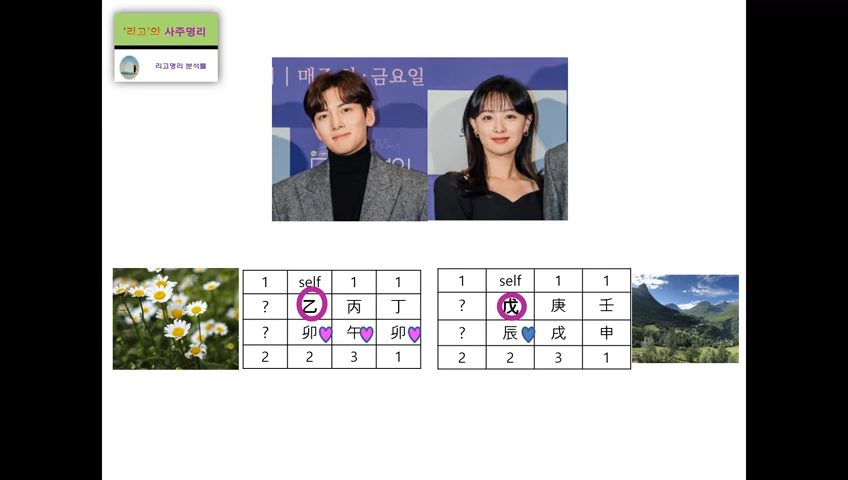 '리고'의 사주명리
리고명리 분석틀
매주 · 금요일
1 self 1 1
? 乙 丙 丁
? 卯 午 卯
2 2 3 1
1 self 1 1
? 戊 庚 壬
? 辰 戌 申
2 2 3 1